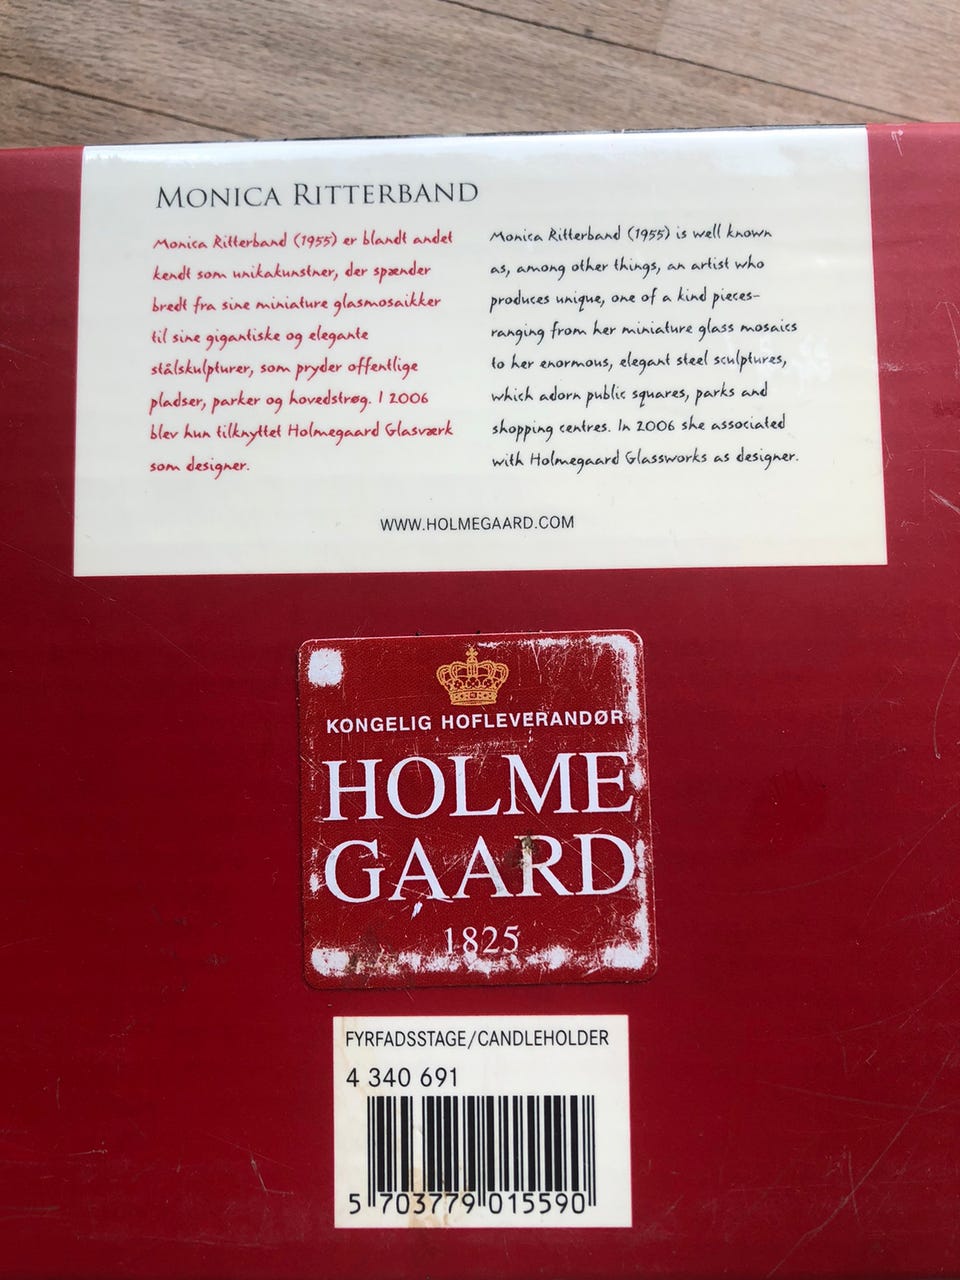 MONICA RITTERBAND
Monica Ritterband (1955) er blandt andet
kendt som unikakunstner, der spænder
bredt fra sine miniature glasmosaikker
til sine gigantiske og elegante
stålskulpturer, som pryder offentlige
pladser, parker og hovedstrøg. I 2006
blev hun tilknyttet Holmegaard Glasværk
som designer.
Monica Ritterband (1955) is well known
as, among other things, an artist who
produces unique, one of a kind pieces-
ranging from her miniature glass mosaics
to her enormous, elegant steel sculptures,
which adorn public squares, parks and
shopping centres. In 2006 she associated
with Holmegaard Glassworks as designer.
WWW.HOLMEGAARD.COM
KONGELIG HOFLEVERANDØR
HOLME
GAARD
1825
FYRFADSSTAGE/CANDLEHOLDER
4 340 691
5 703779 015590